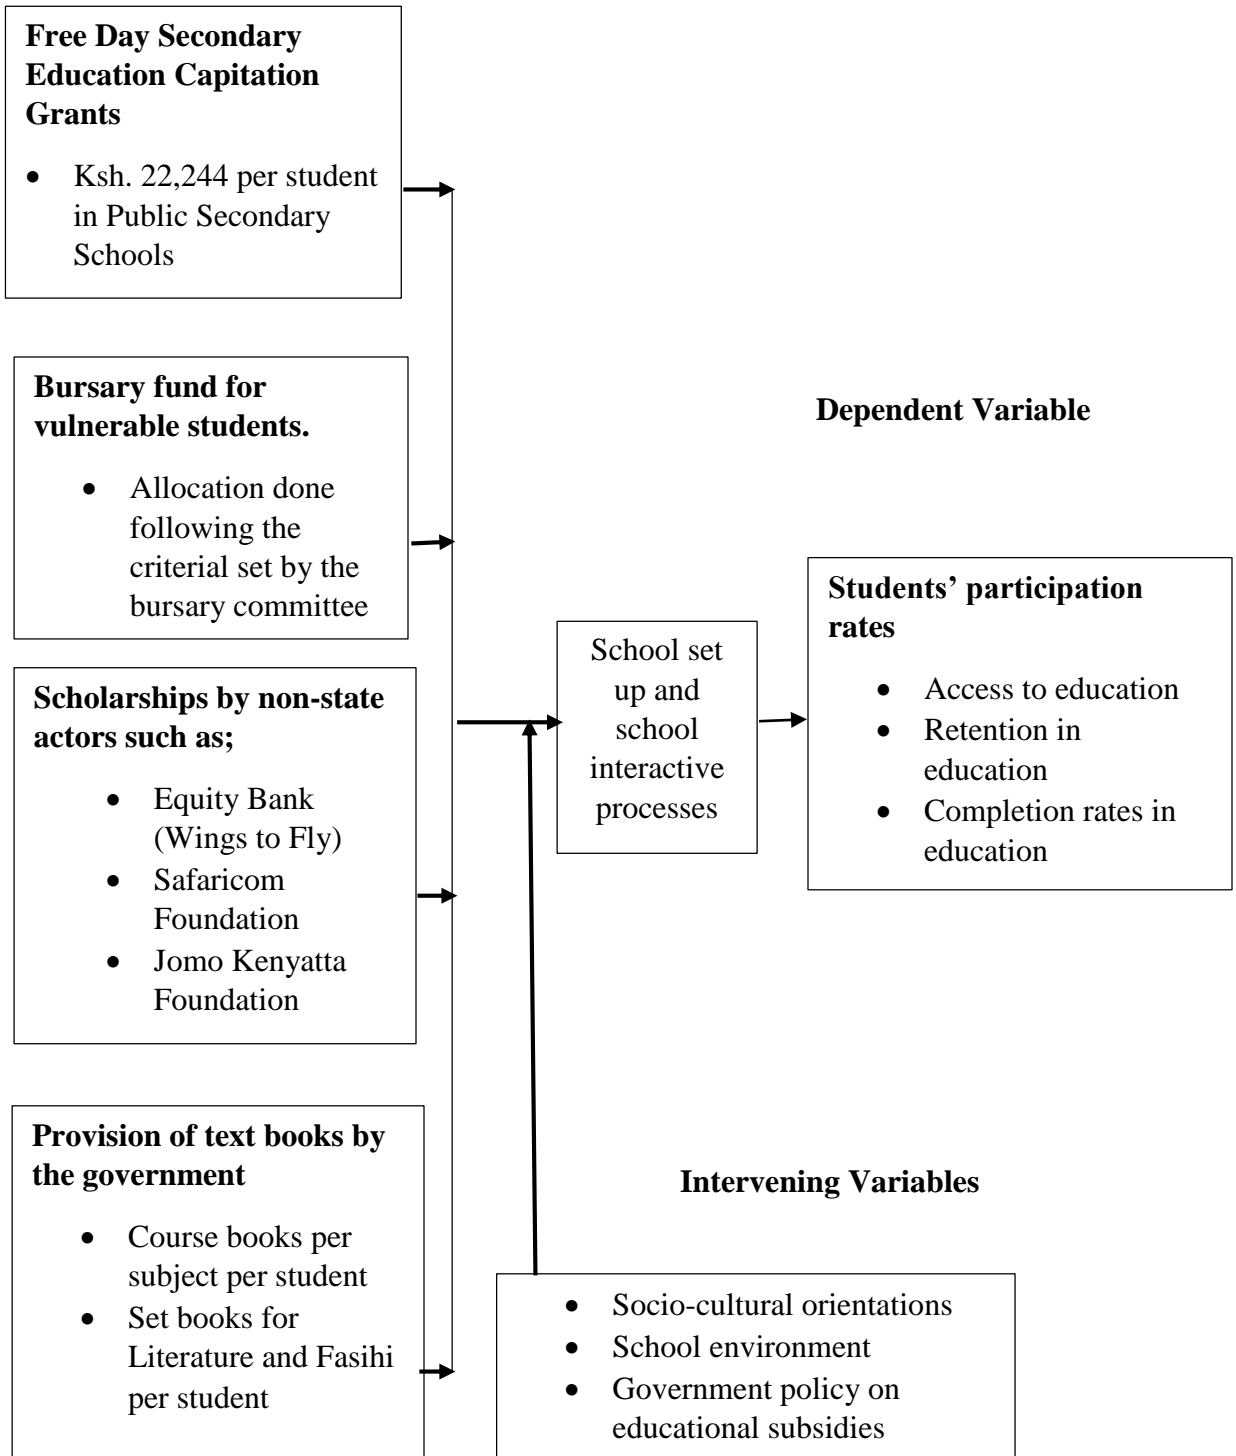 Free Day Secondary
Education Capitation
Grants
• Ksh. 22,244 per student
in Public Secondary
Schools
Bursary fund for
vulnerable students.
• Allocation done
following the
criterial set by the
bursary committee
Scholarships by non-state
actors such as;
• Equity Bank
(Wings to Fly)
• Safaricom
Foundation
• Jomo Kenyatta
Foundation
Provision of text books by
the government
• Course books per
subject per student
• Set books for
Literature and Fasihi
per student
School set
up and
school
interactive
processes
Dependent Variable
Students’ participation
rates
• Access to education
• Retention in
education
• Completion rates in
education
Intervening Variables
• Socio-cultural orientations
• School environment
• Government policy on
educational subsidies